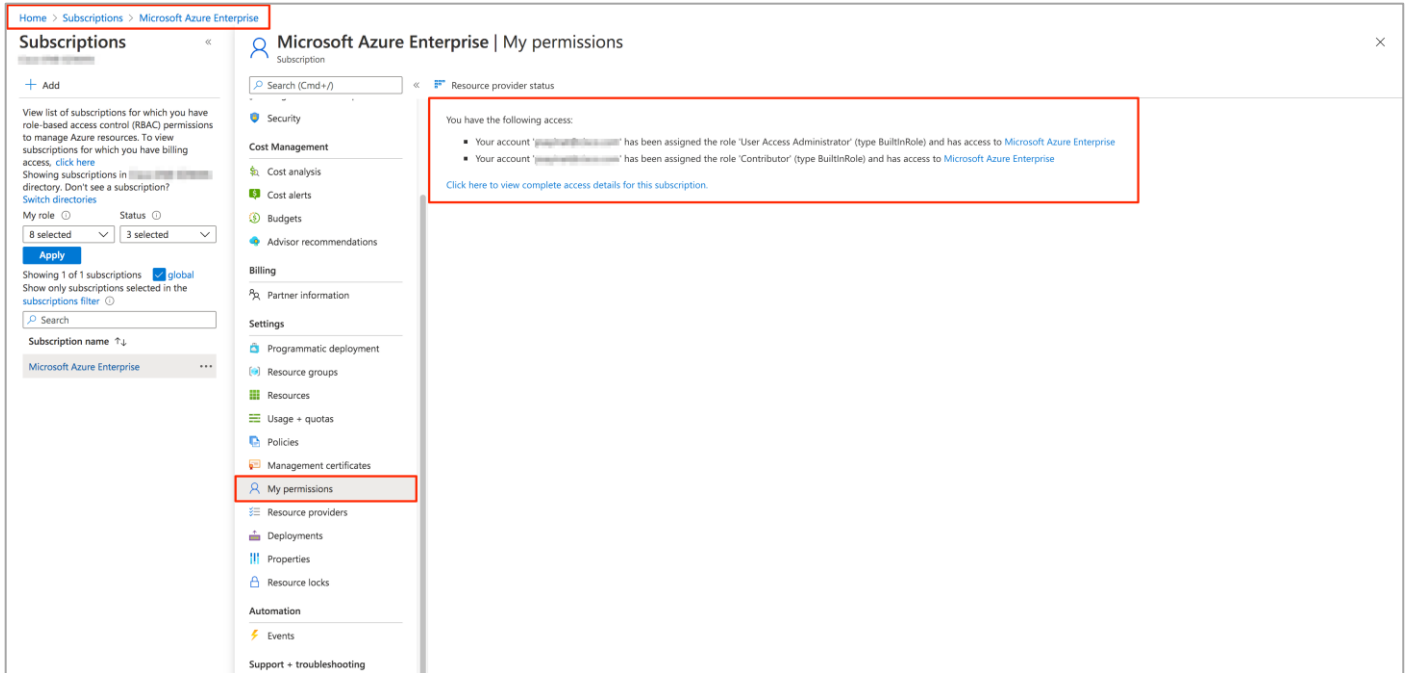 Home > Subscriptions > Microsoft Azure Enterprise
Subscriptions «
+ Add
View list of subscriptions for which you have
role-based access control (RBAC) permissions
to manage Azure resources. To view
subscriptions for which you have billing
access, click here
Showing subscriptions in
directory. Don't see a subscription?
Switch directories
My role Status
8 selected 3 selected
Apply
Showing 1 of 1 subscriptions global
Show only subscriptions selected in the
subscriptions filter
Search
Subscription name ↑↓
Microsoft Azure Enterprise ...
Microsoft Azure Enterprise | My permissions
Subscription
Search (Cmd+/) «
Security
Cost Management
Cost analysis
Cost alerts
Budgets
Advisor recommendations
Billing
Partner information
Settings
Programmatic deployment
Resource groups
Resources
Usage + quotas
Policies
Management certificates
My permissions
Resource providers
Deployments
Properties
Resource locks
Automation
Events
Support + troubleshooting
Resource provider status
You have the following access:
Your account ' ' has been assigned the role 'User Access Administrator' (type BuiltInRole) and has access to Microsoft Azure Enterprise
Your account ' ' has been assigned the role 'Contributor' (type BuiltInRole) and has access to Microsoft Azure Enterprise
Click here to view complete access details for this subscription.